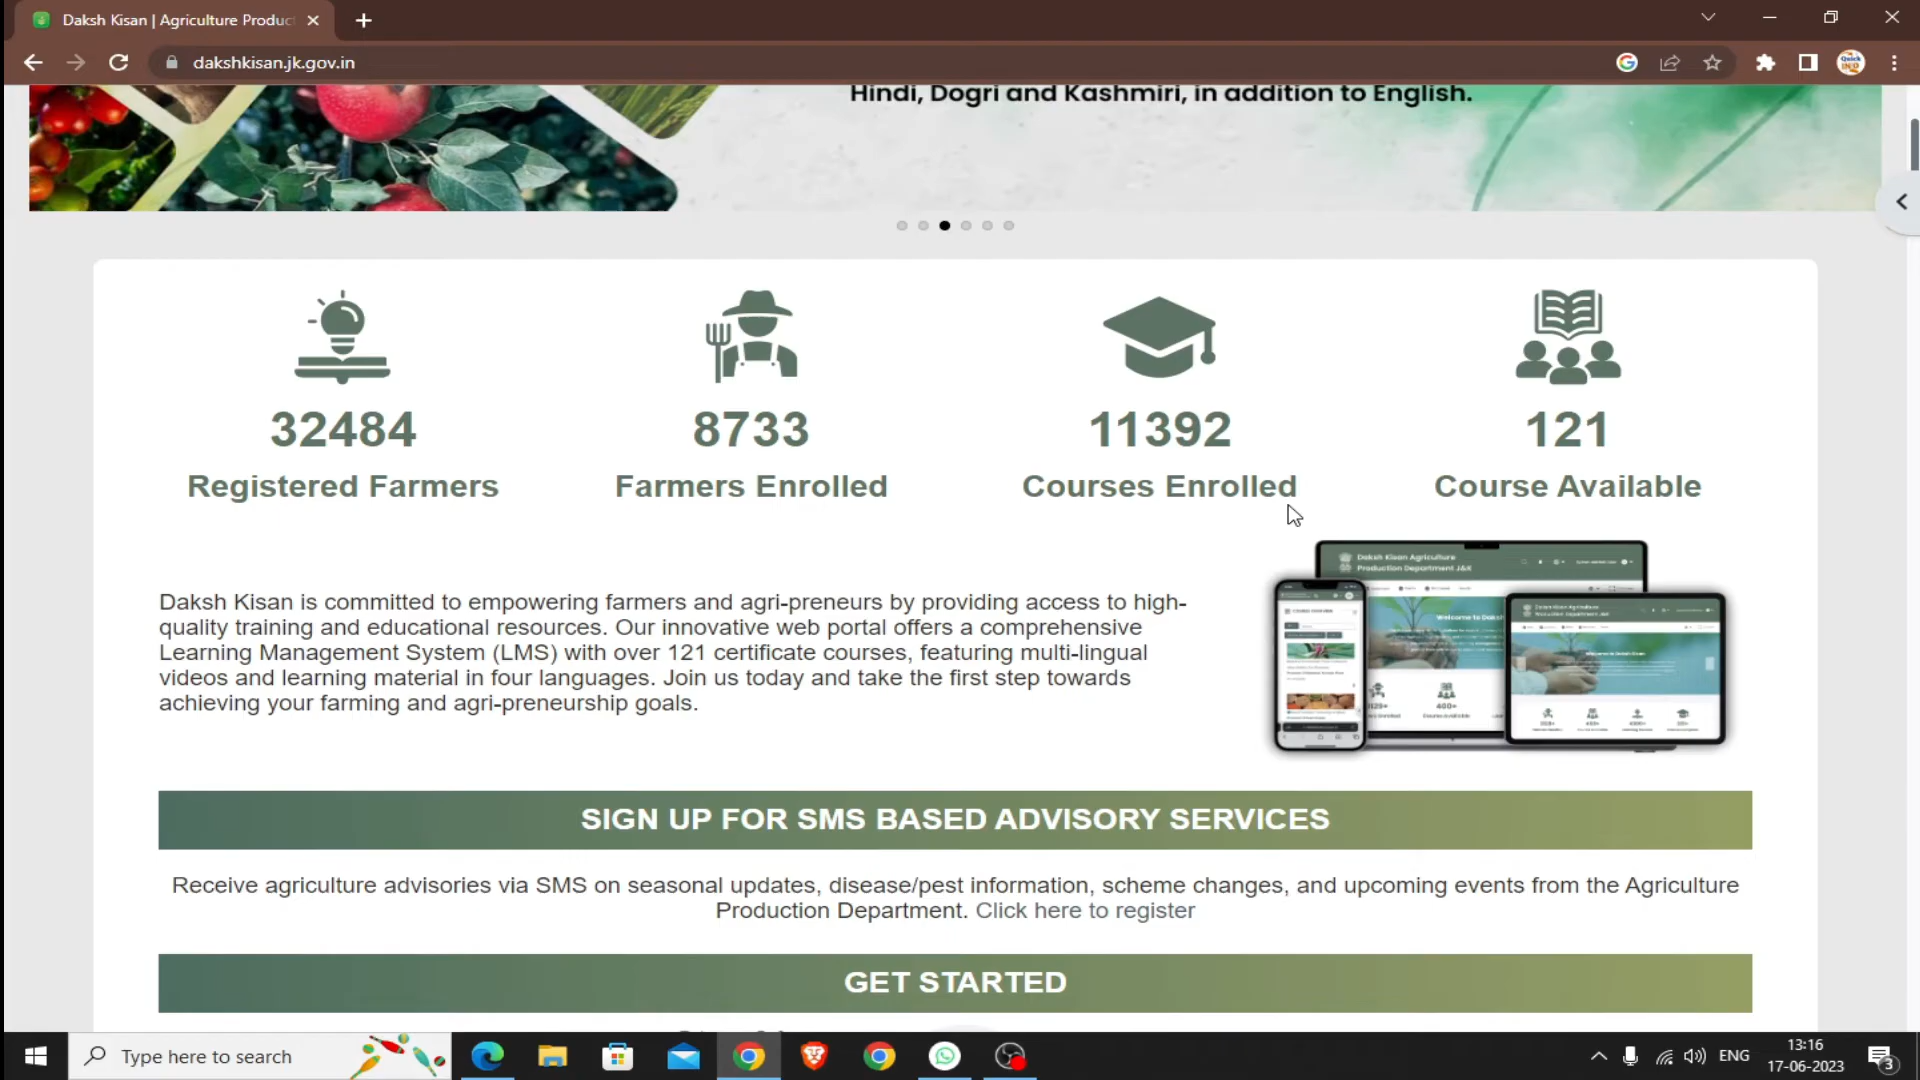 Daksh Kisan | Agriculture Produc
dakshkisan.jk.gov.in
Hindi, Dogri and Kashmiri, in addition to English.
32484
Registered Farmers
8733
Farmers Enrolled
11392
Courses Enrolled
121
Course Available
Daksh Kisan is committed to empowering farmers and agri-preneurs by providing access to high-
quality training and educational resources. Our innovative web portal offers a comprehensive
Learning Management System (LMS) with over 121 certificate courses, featuring multi-lingual
videos and learning material in four languages. Join us today and take the first step towards
achieving your farming and agri-preneurship goals.
Daksh Kisan Agriculture
Production Department J&K
SIGN UP FOR SMS BASED ADVISORY SERVICES
Receive agriculture advisories via SMS on seasonal updates, disease/pest information, scheme changes, and upcoming events from the Agriculture
Production Department. Click here to register
GET STARTED
Type here to search
ENG
13:16
17-06-2023
3